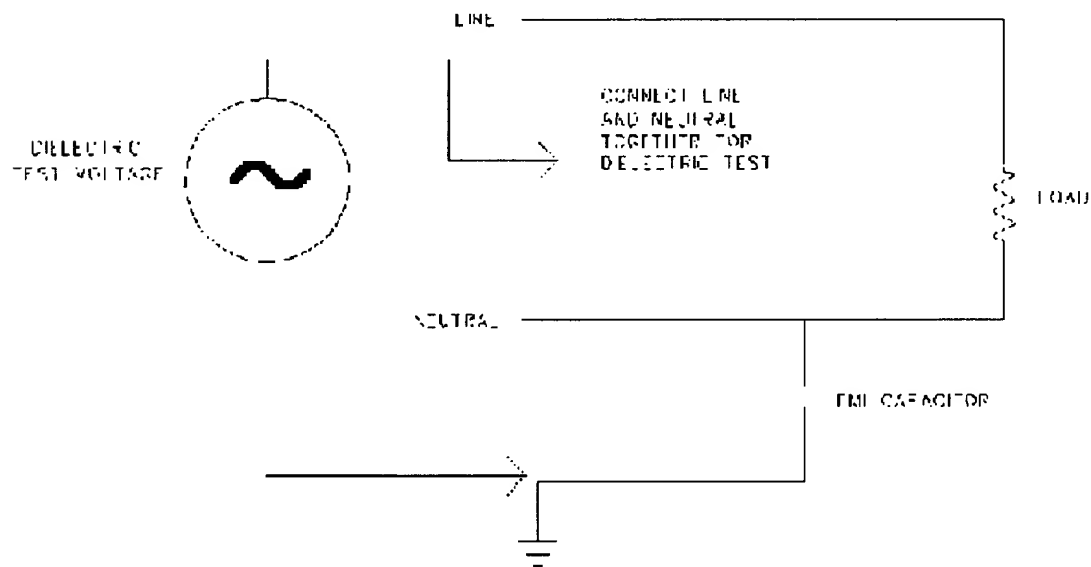 LINE
CONNECT LINE
AND NEUTRAL
TOGETHER FOR
DIELECTRIC TEST
DIELECTRIC
TEST VOLTAGE
LOAD
NEUTRAL
EMI CAPACITOR